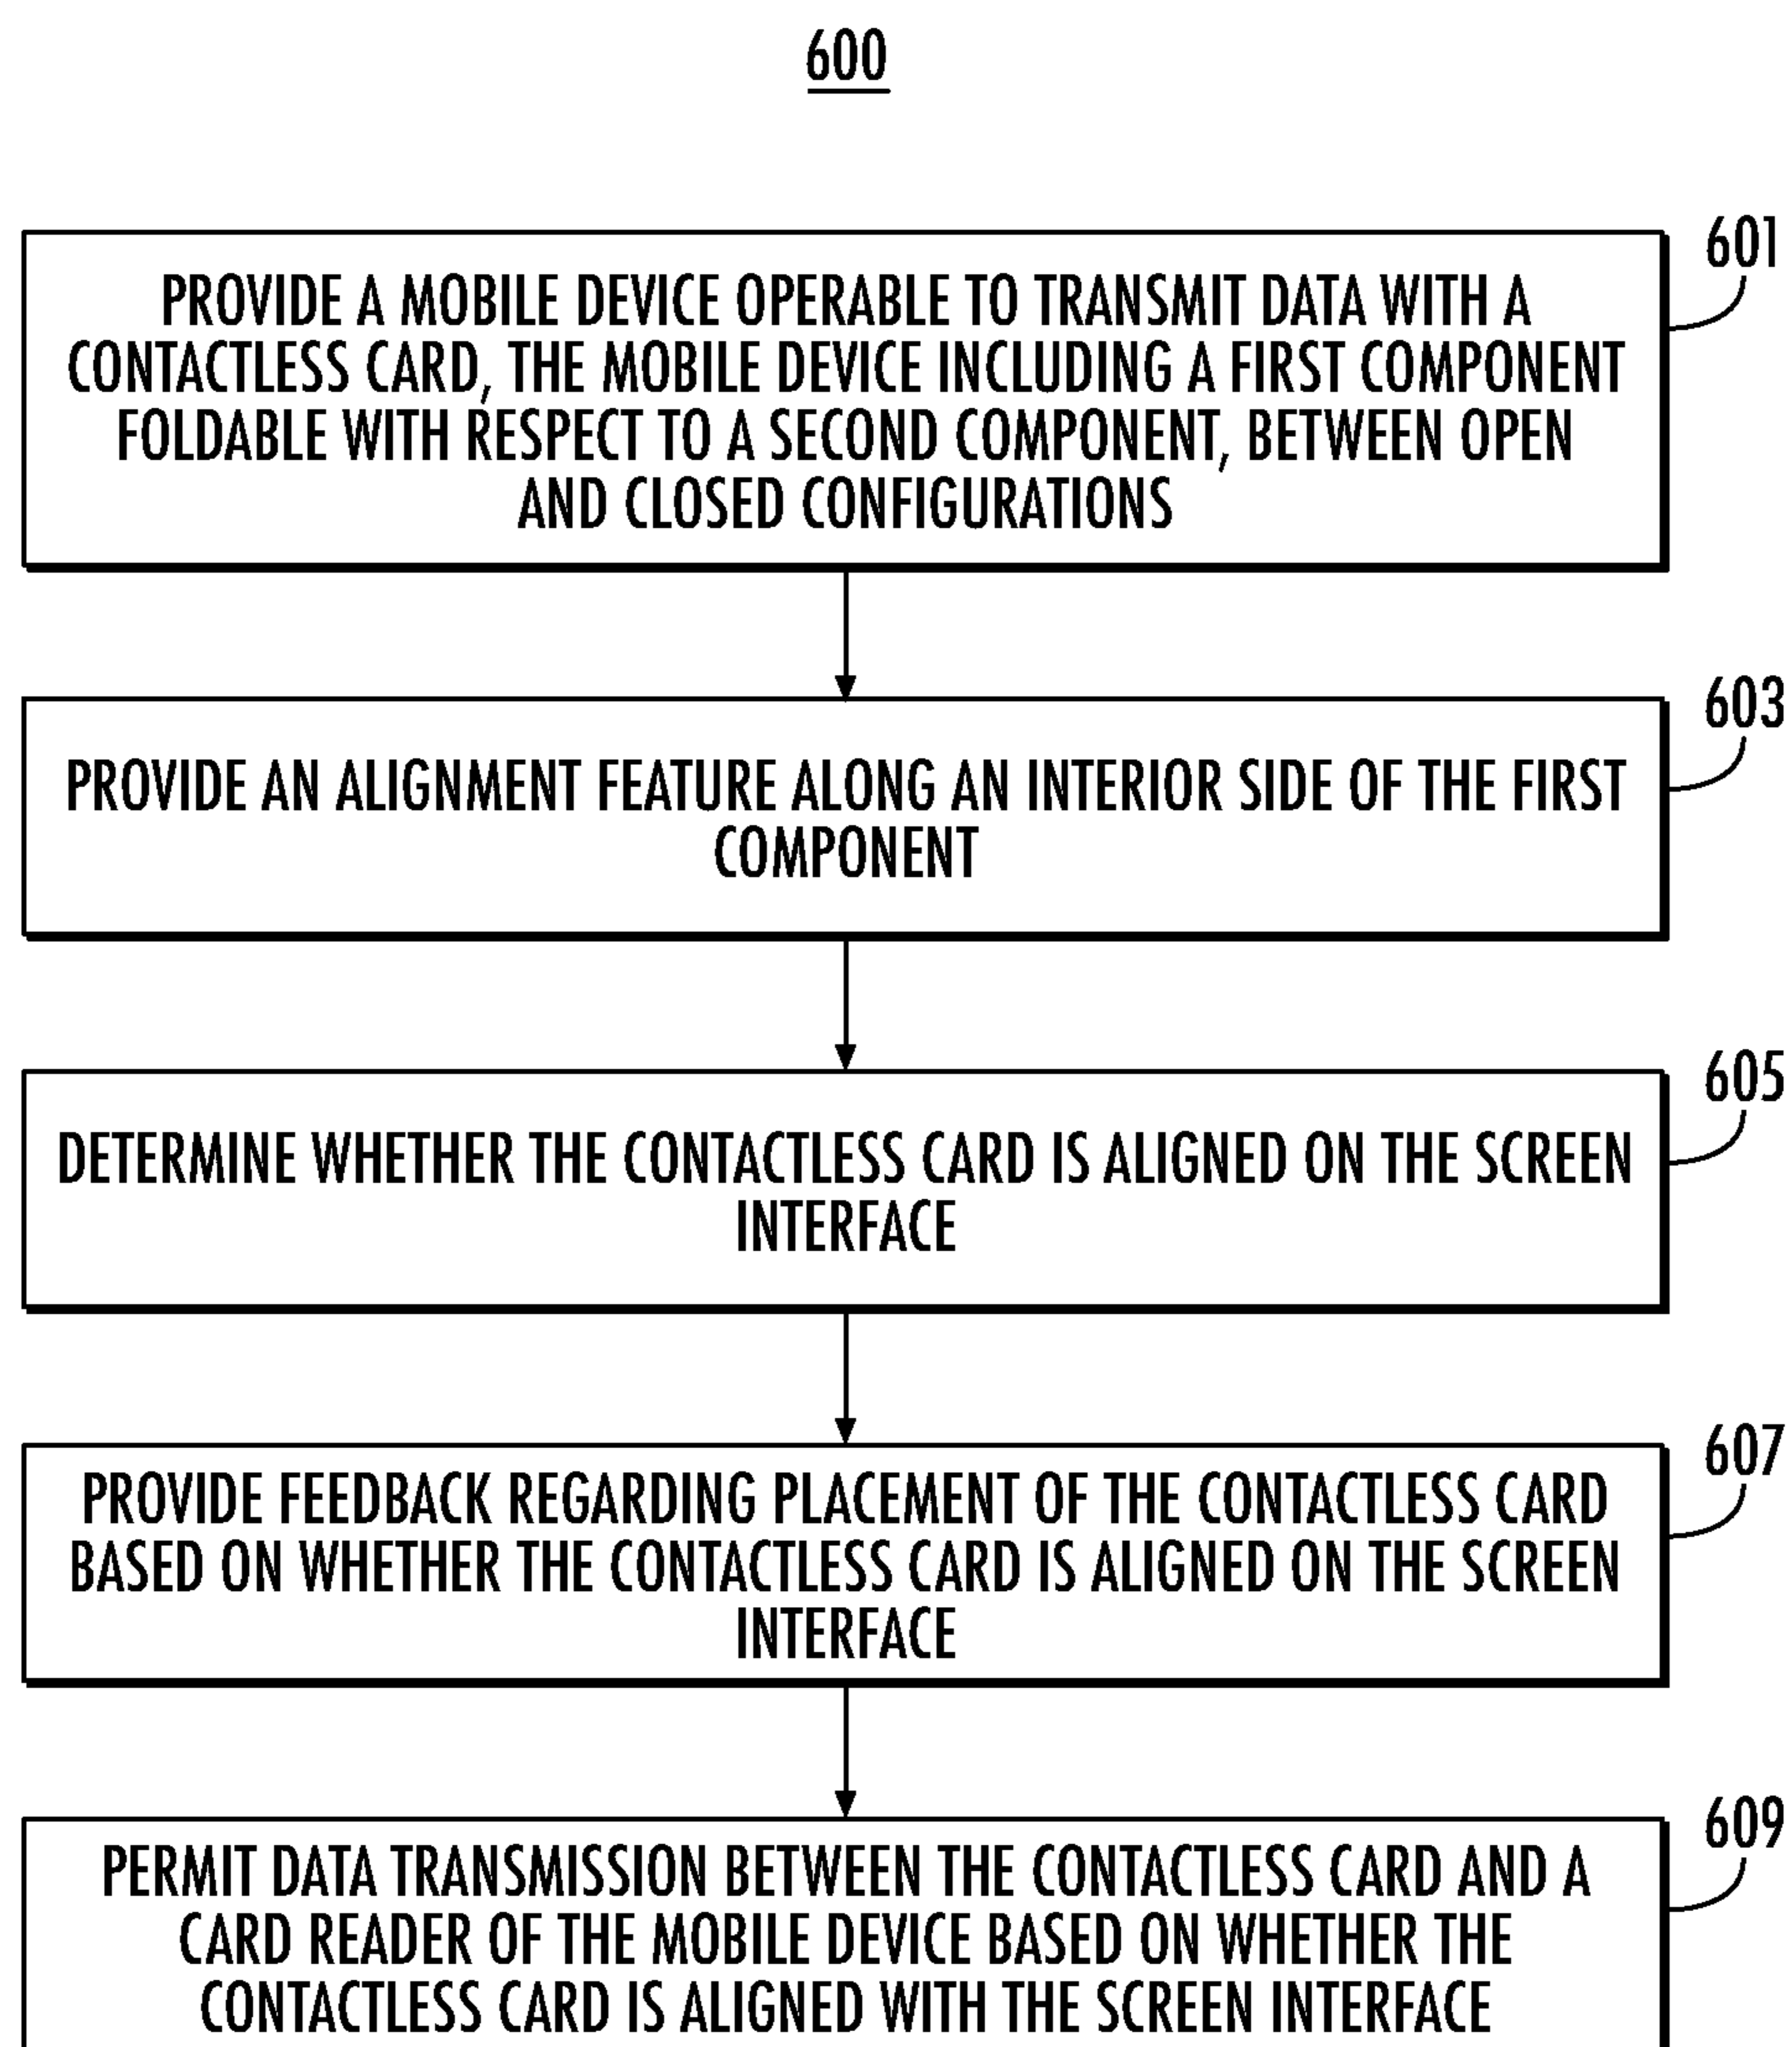 600
601
PROVIDE A MOBILE DEVICE OPERABLE TO TRANSMIT DATA WITH A
CONTACTLESS CARD, THE MOBILE DEVICE INCLUDING A FIRST COMPONENT
FOLDABLE WITH RESPECT TO A SECOND COMPONENT, BETWEEN OPEN
AND CLOSED CONFIGURATIONS
603
PROVIDE AN ALIGNMENT FEATURE ALONG AN INTERIOR SIDE OF THE FIRST
COMPONENT
605
DETERMINE WHETHER THE CONTACTLESS CARD IS ALIGNED ON THE SCREEN
INTERFACE
607
PROVIDE FEEDBACK REGARDING PLACEMENT OF THE CONTACTLESS CARD
BASED ON WHETHER THE CONTACTLESS CARD IS ALIGNED ON THE SCREEN
INTERFACE
609
PERMIT DATA TRANSMISSION BETWEEN THE CONTACTLESS CARD AND A
CARD READER OF THE MOBILE DEVICE BASED ON WHETHER THE
CONTACTLESS CARD IS ALIGNED WITH THE SCREEN INTERFACE